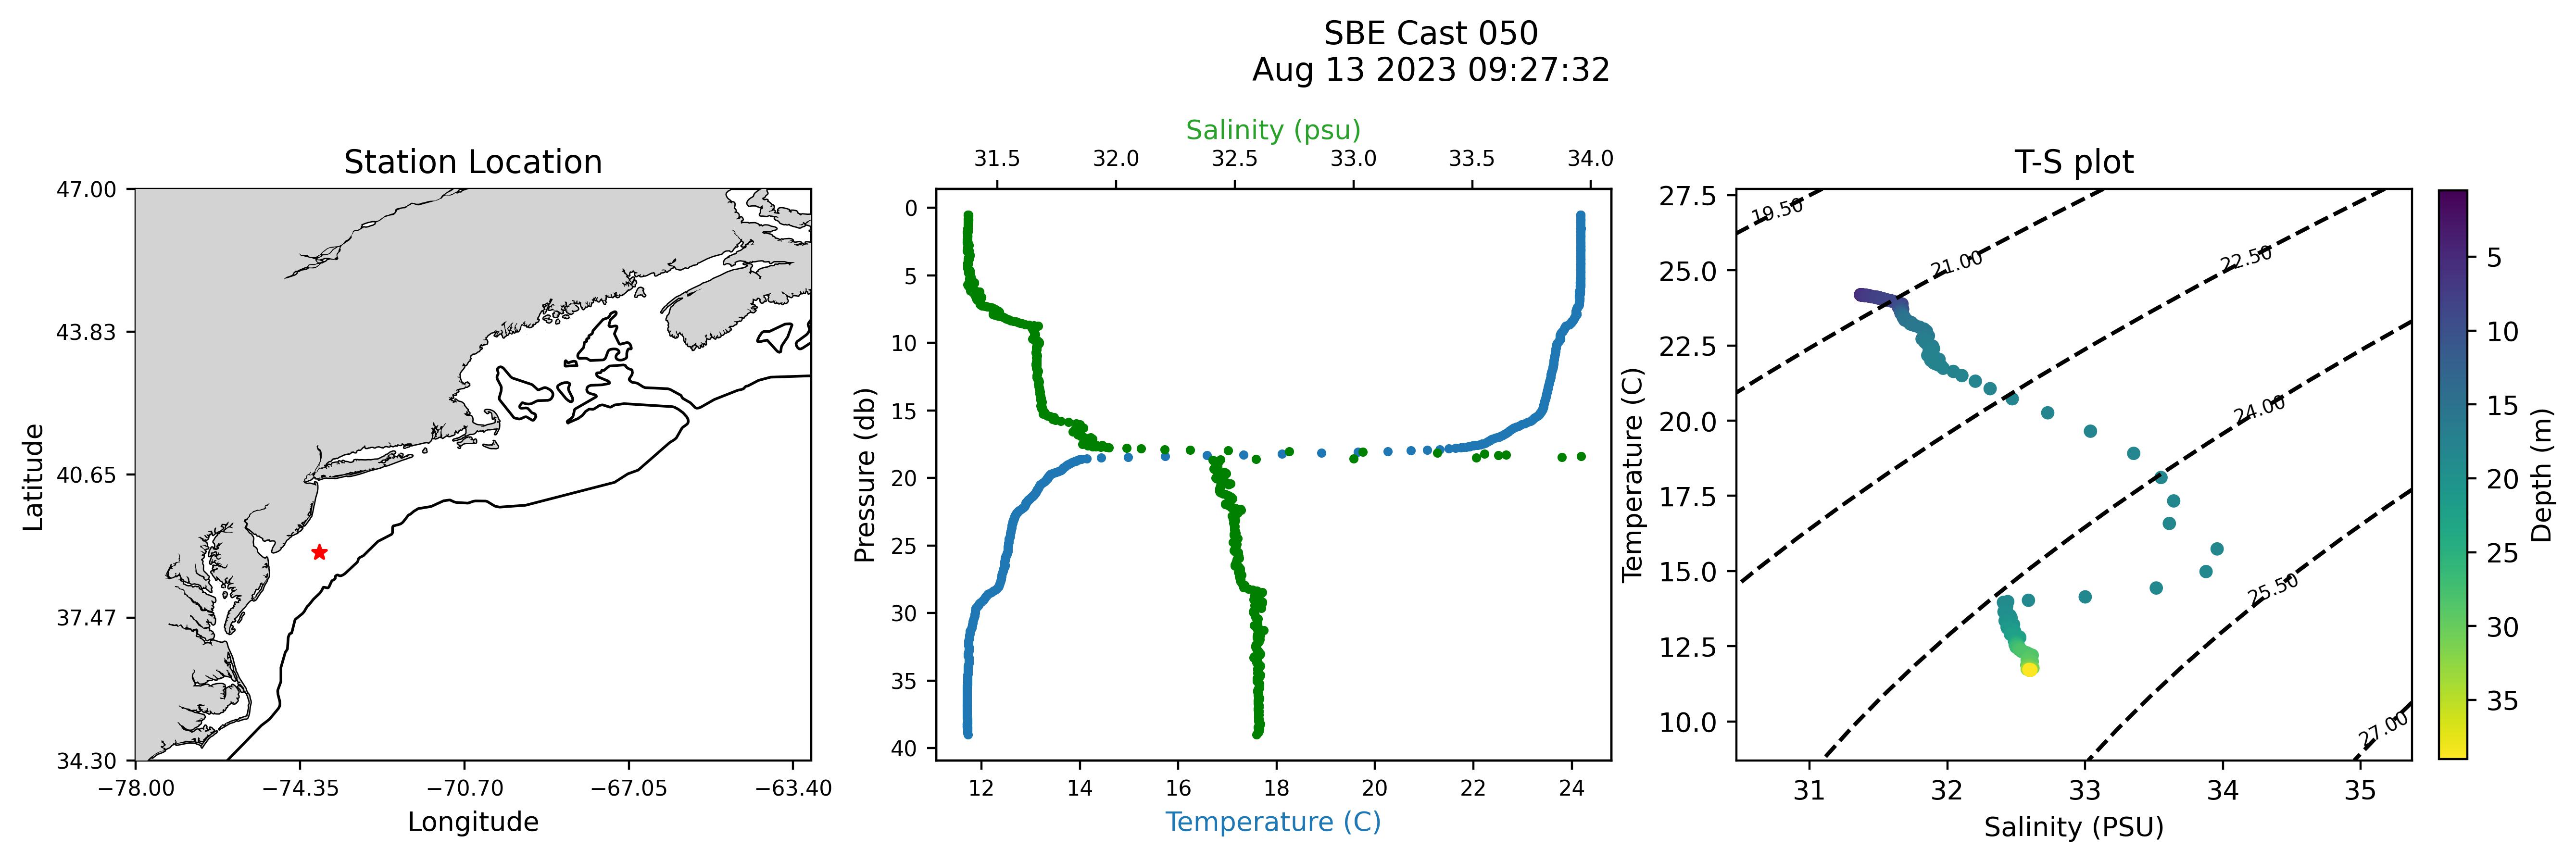 SBE Cast 050
Aug 13 2023 09:27:32
Station Location
47.00
43.83
40.65
37.47
34.30
Latitude
−78.00 −74.35 −70.70 −67.05 −63.40
Longitude
Salinity (psu)
31.5 32.0 32.5 33.0 33.5 34.0
0
5
10
15
20
25
30
35
40
Pressure (db)
12 14 16 18 20 22 24
Temperature (C)
T-S plot
27.5
25.0
22.5
20.0
17.5
15.0
12.5
10.0
Temperature (C)
19.50
21.00
22.50
24.00
25.50
27.00
31 32 33 34 35
Salinity (PSU)
5
10
15
20
25
30
35
Depth (m)